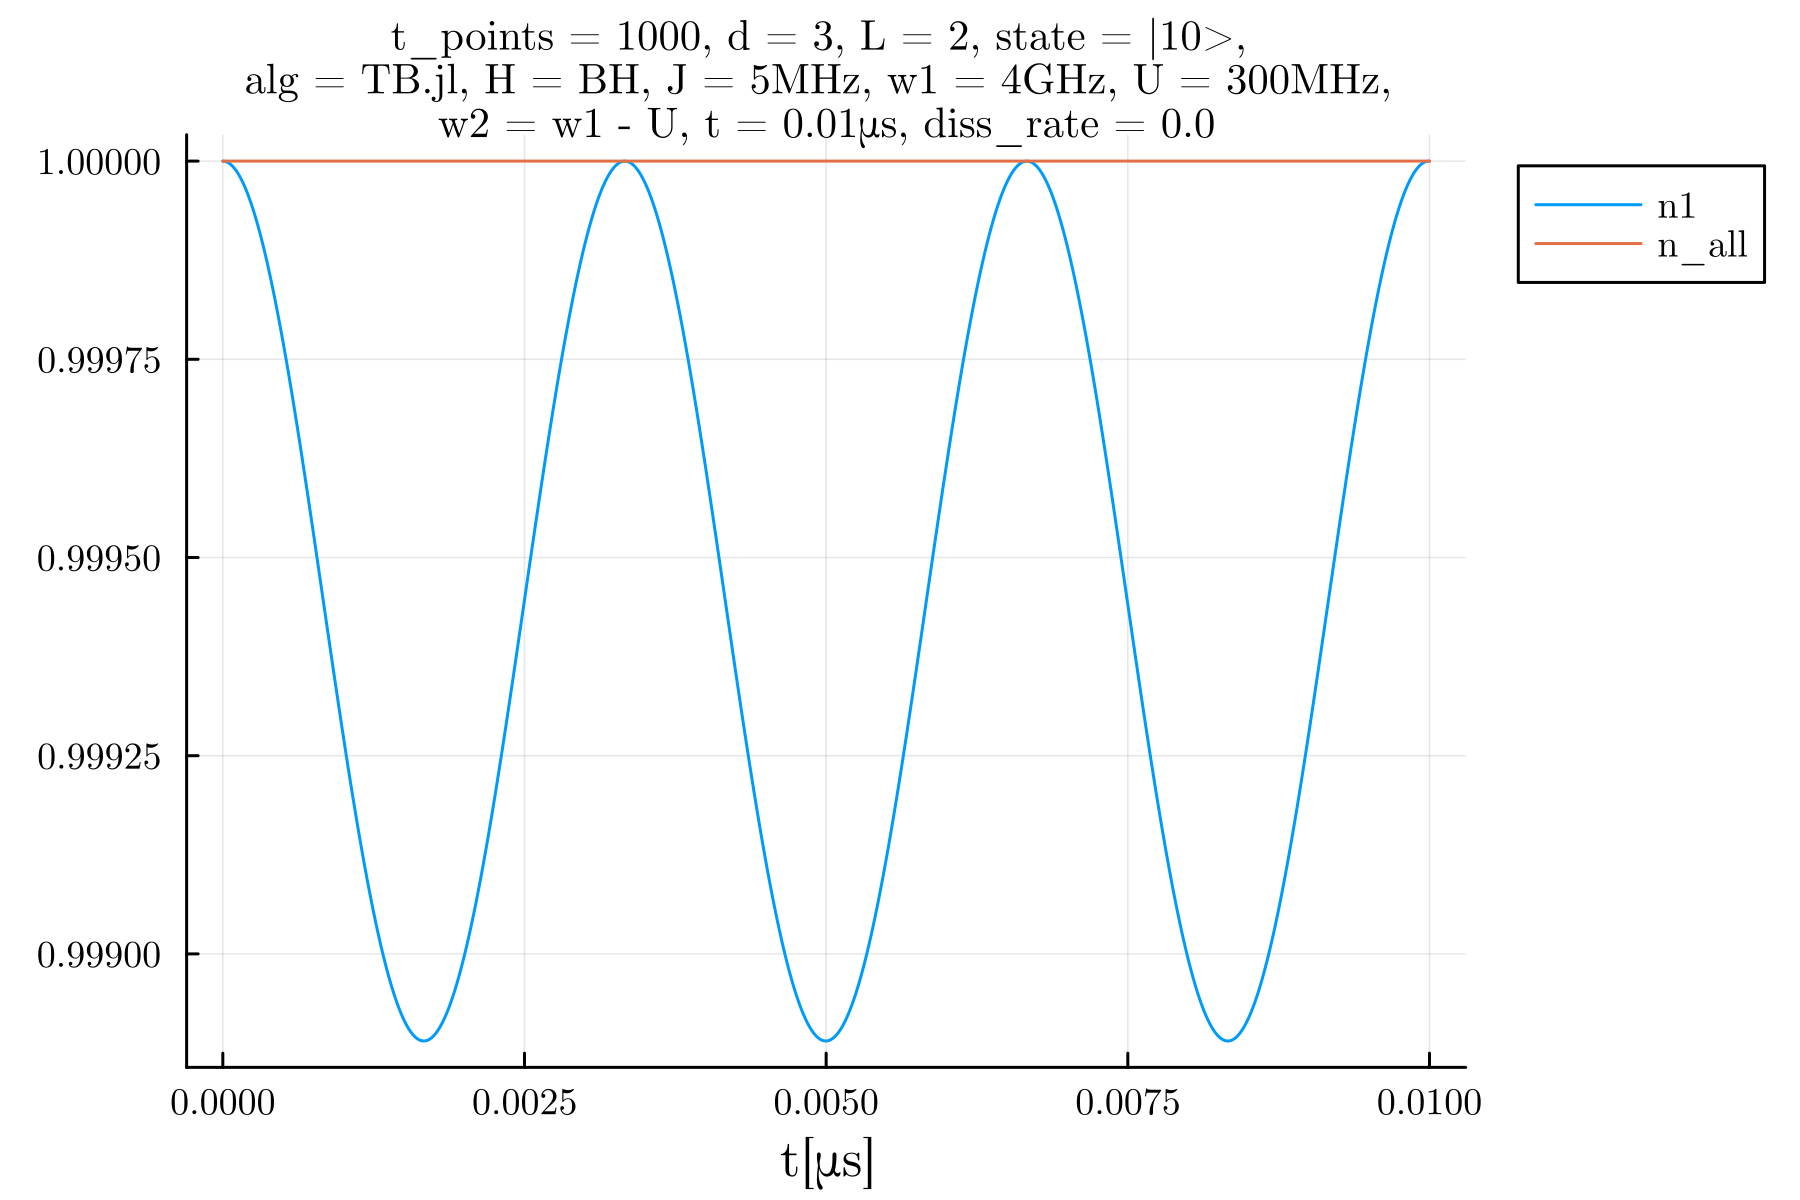 t_points = 1000, d = 3, L = 2, state = |10>,
alg = TB.jl, H = BH, J = 5MHz, w1 = 4GHz, U = 300MHz,
w2 = w1 - U, t = 0.01μs, diss_rate = 0.0
1.00000
0.99975
0.99950
0.99925
0.99900
n1
n_all
0.0000 0.0025 0.0050 0.0075 0.0100
t[μs]